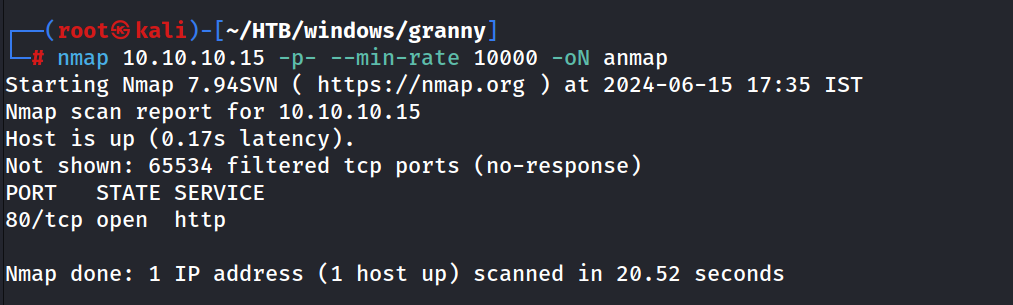 ┌──(root㉿kali)-[~/HTB/windows/granny]
└─# nmap 10.10.10.15 -p- --min-rate 10000 -oN anmap
Starting Nmap 7.94SVN ( https://nmap.org ) at 2024-06-15 17:35 IST
Nmap scan report for 10.10.10.15
Host is up (0.17s latency).
Not shown: 65534 filtered tcp ports (no-response)
PORT   STATE SERVICE
80/tcp open  http
Nmap done: 1 IP address (1 host up) scanned in 20.52 seconds